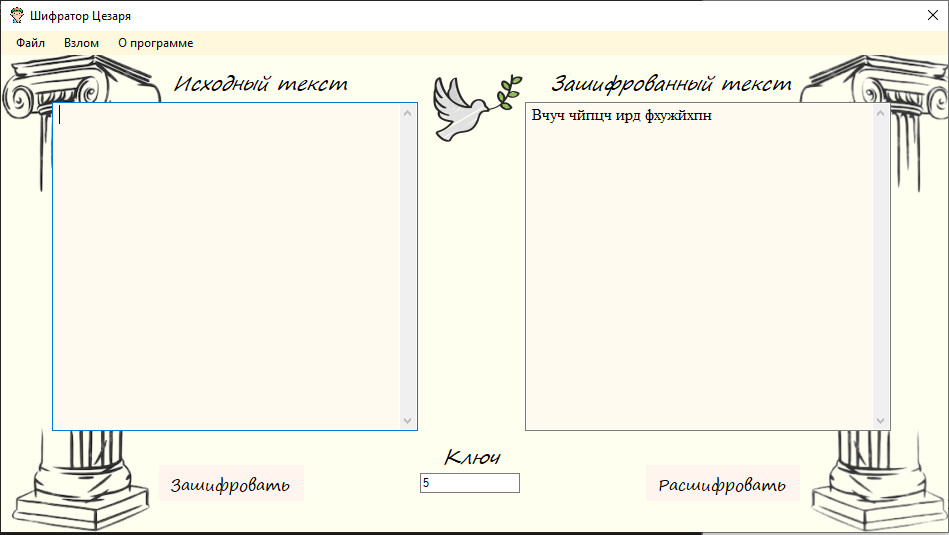 Шифратор Цезаря
Файл Взлом О программе
Исходный текст
Зашифрованный текст
Вчуч чйпцч ирд фхужйхпн
Ключ
5
Зашифровать
Расшифровать